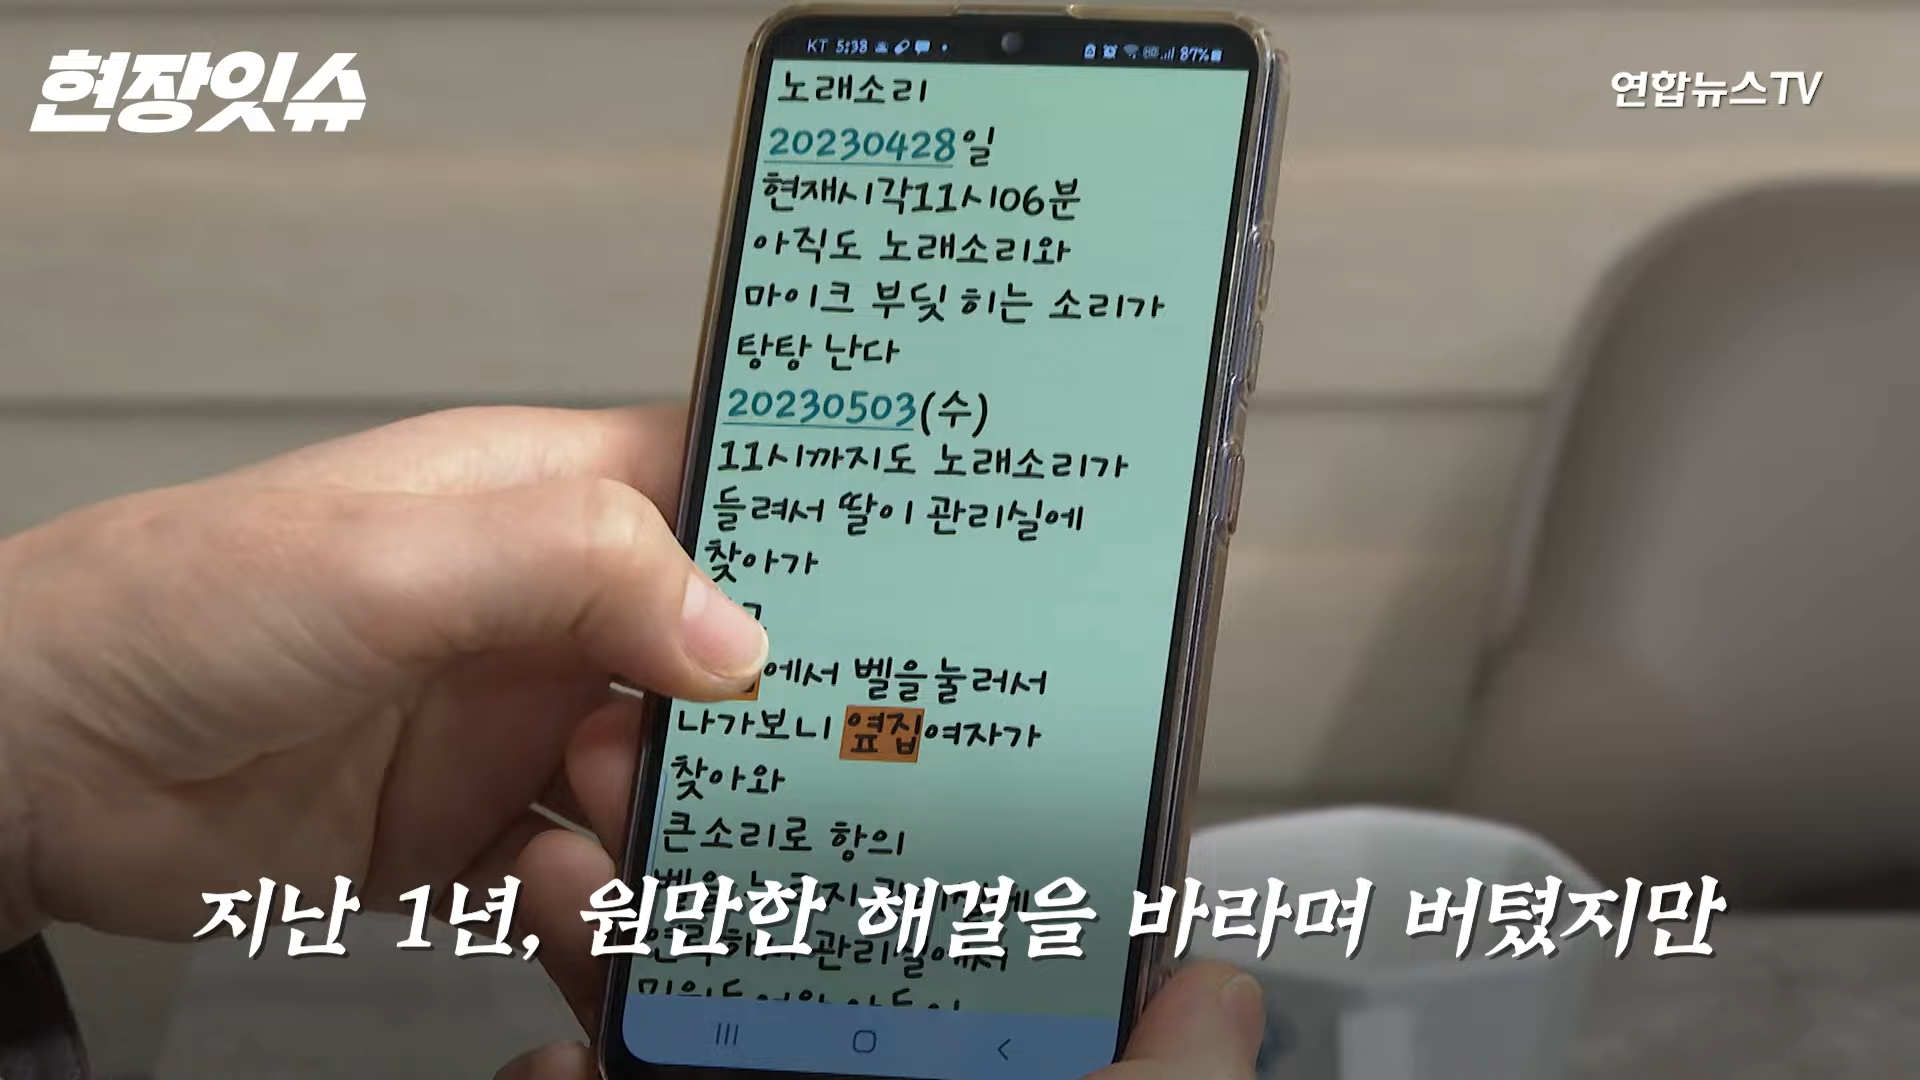 현장잇슈
연합뉴스TV
KT 5:38
87%
노래소리
20230428일
현재시각11시06분
아직도 노래소리와
마이크 부딪 히는 소리가
탕탕 난다
20230503(수)
11시까지도 노래소리가
들려서 딸이 관리실에
찾아가
에서 벨을눌러서
나가보니 옆집여자가
찾아와
큰소리로 항의
지난 1년, 원만한 해결을 바라며 버텼지만